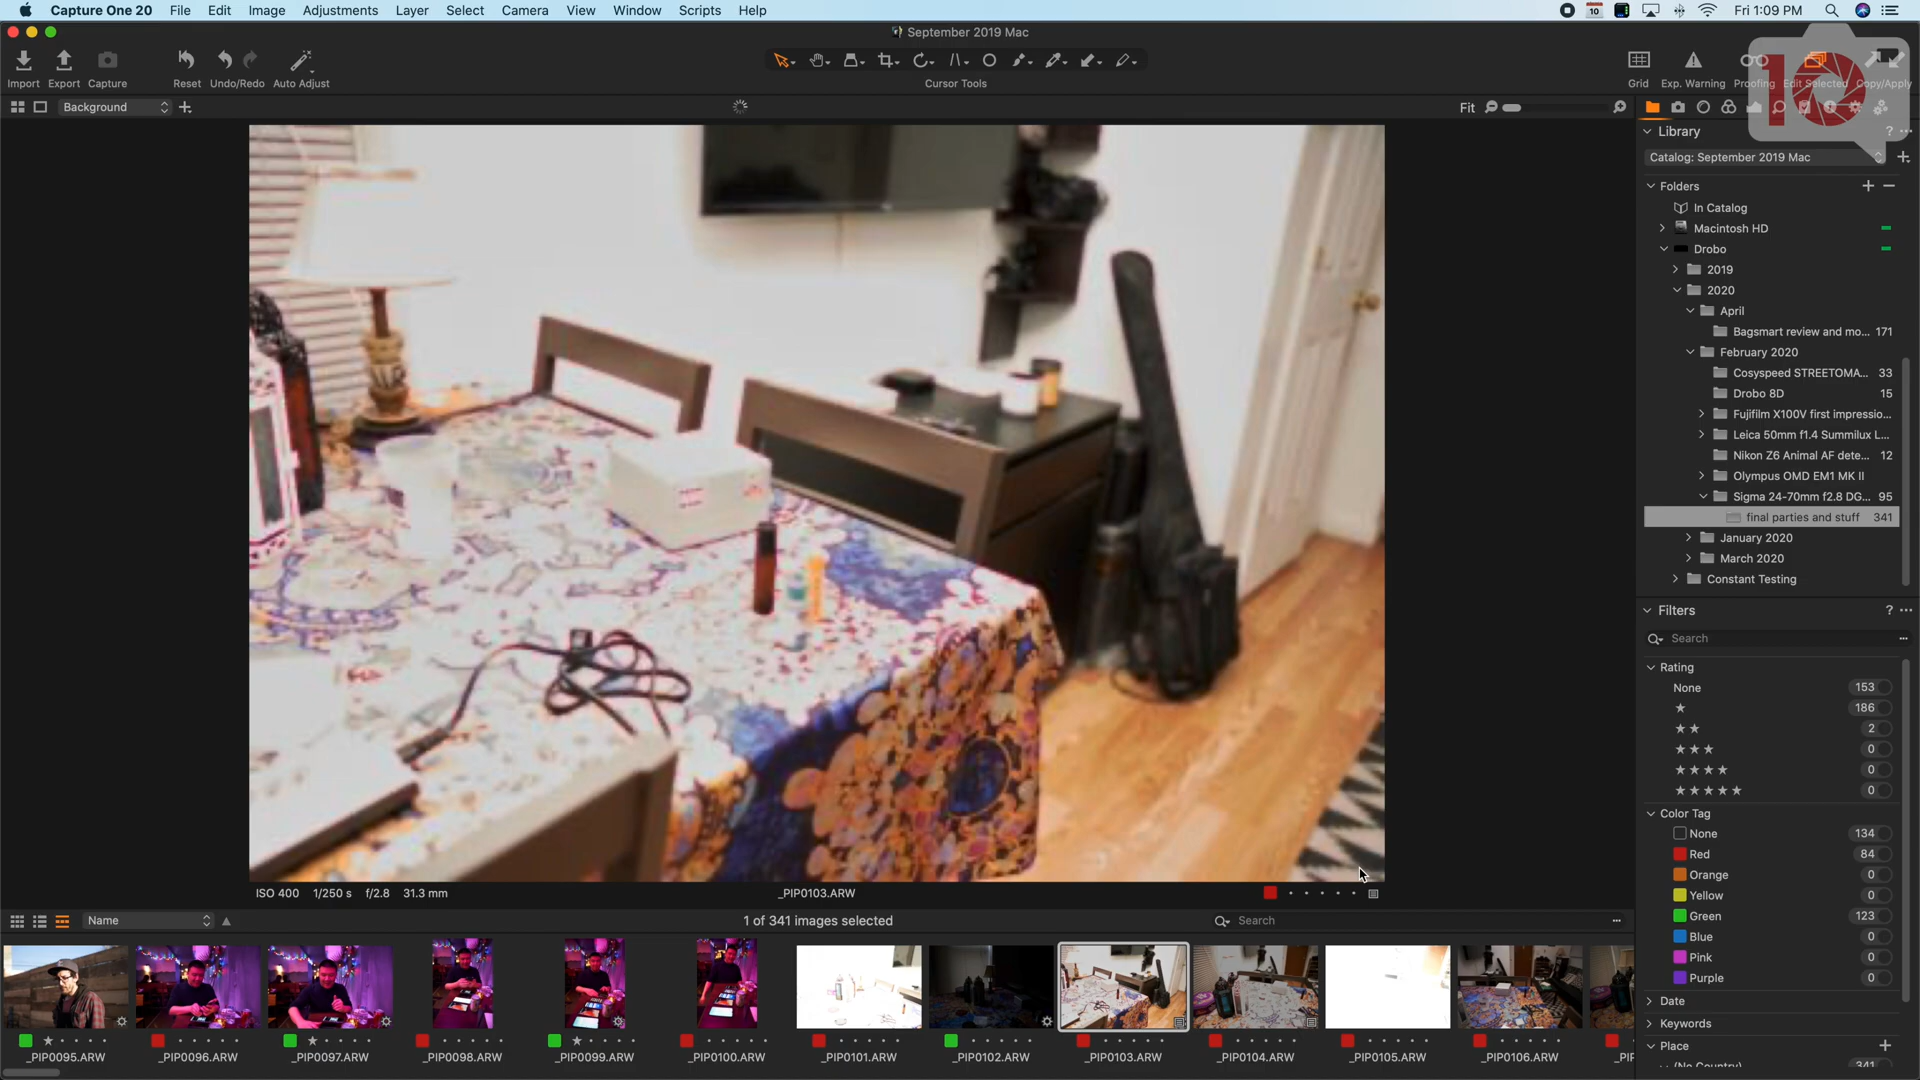 Capture One 20 File Edit Image Adjustments Layer Select Camera View Window Scripts Help 10 Fri 1:09 PM
September 2019 Mac
Import Export Capture Reset Undo/Redo Auto Adjust Cursor Tools Grid Exp. Warning Proofing Edit Selected Copy/Apply
10
Background Fit
Library ?
Catalog: September 2019 Mac
Folders
In Catalog
Macintosh HD
Drobo
2019
2020
April
Bagsmart review and mo... 171
February 2020
Cosyspeed STREETOMA... 33
Drobo 8D 15
Fujifilm X100V first impressio...
Leica 50mm f1.4 Summilux L...
Nikon Z6 Animal AF dete... 12
Olympus OMD EM1 MK II
Sigma 24-70mm f2.8 DG... 95
final parties and stuff 341
January 2020
March 2020
Constant Testing
Filters ? ...
Search ...
Rating
None 153
★ 186
★★ 2
★★★ 0
★★★★ 0
★★★★★ 0
Color Tag
None 134
Red 84
Orange 0
Yellow 0
Green 123
Blue 0
Pink 0
Purple 0
Date
Keywords
Place
(No Country) 341
ISO 400 1/250 s f/2.8 31.3 mm _PIP0103.ARW
Name 1 of 341 images selected Search ...
_PIP0095.ARW _PIP0096.ARW _PIP0097.ARW _PIP0098.ARW _PIP0099.ARW _PIP0100.ARW _PIP0101.ARW _PIP0102.ARW _PIP0103.ARW _PIP0104.ARW _PIP0105.ARW _PIP0106.ARW